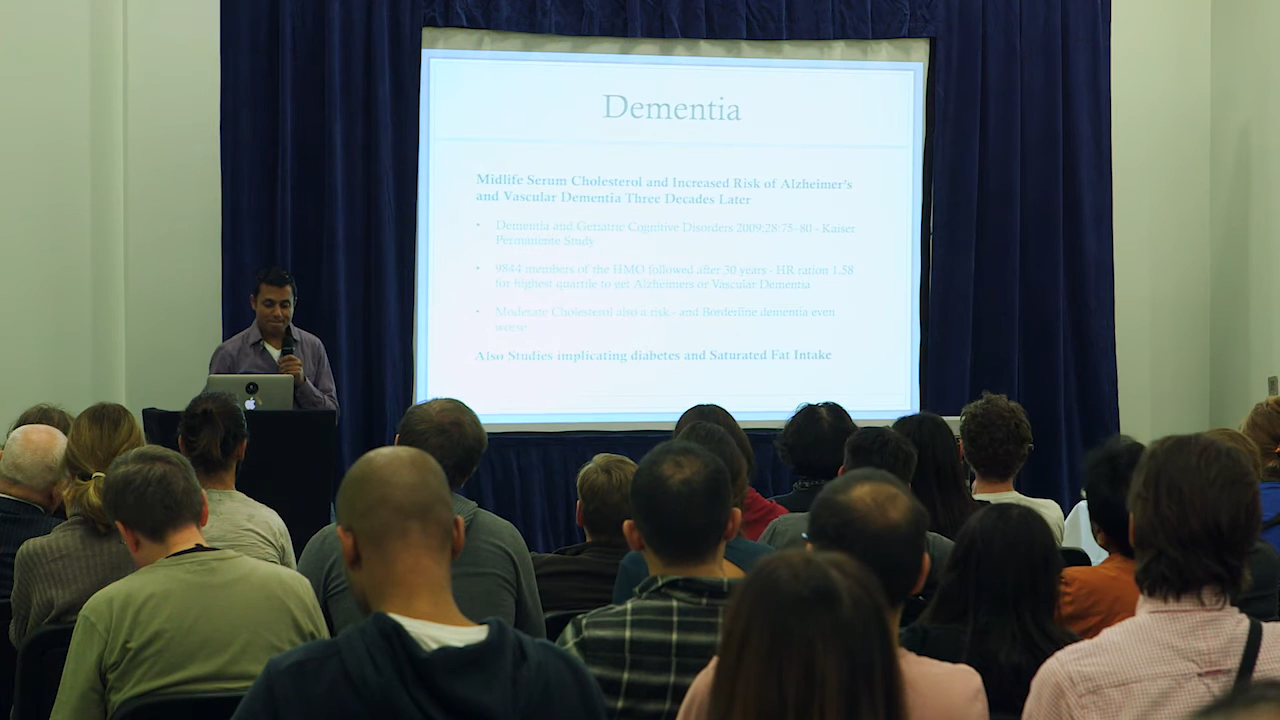 Dementia
Midlife Serum Cholesterol and Increased Risk of Alzheimer's
and Vascular Dementia Three Decades Later
• Dementia and Geriatric Cognitive Disorders 2009;28:75-80 - Kaiser
Permanente Study
• 9844 members of the HMO followed after 30 years - HR ration 1.58
for highest quartile to get Alzheimers or Vascular Dementia
• Moderate Cholesterol also a risk - and Borderline dementia even
worse
Also Studies implicating diabetes and Saturated Fat Intake